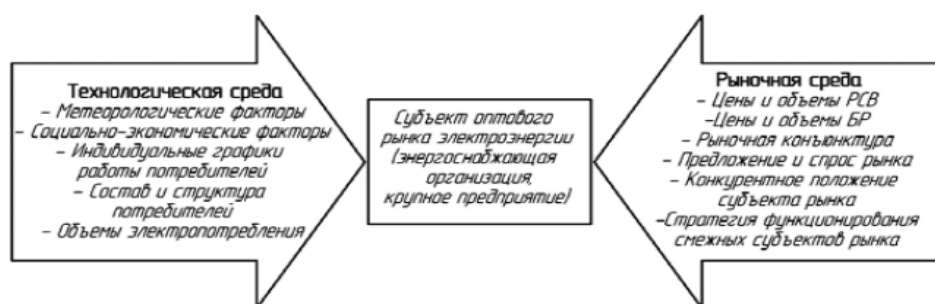 Технологическая среда
- Метеорологические факторы
- Социально-экономические факторы
- Индивидуальные графики
работы потребителей
- Состав и структура
потребителей
- Объемы электропотребления
Субъект оптового
рынка электроэнергии
(энергоснабжающая
организация,
крупное предприятие)
Рыночная среда
- Цены и объемы РСВ
-Цены и объемы БР
- Рыночная конъюнктура
- Предложение и спрос рынка
- Конкурентное положение
субъекта рынка
-Стратегия функционирования
смежных субъектов рынка